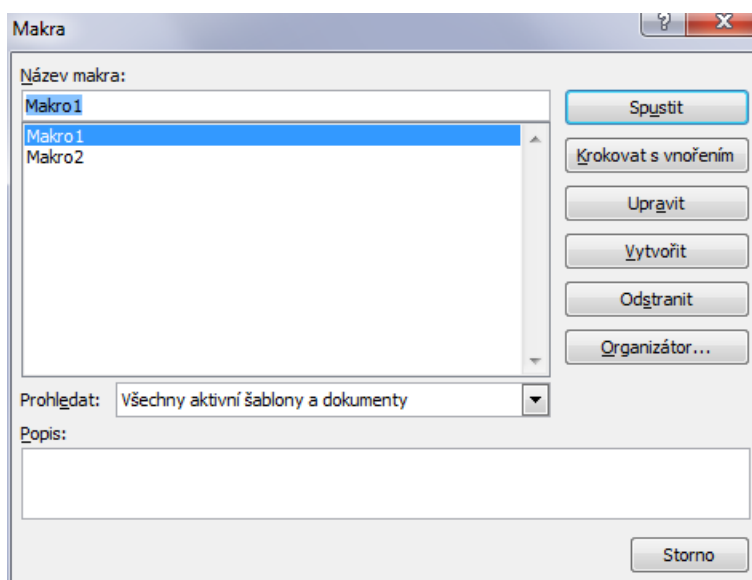 Makra
Název makra:
Makro1
Makro1
Makro2
Spustit
Krokovat s vnořením
Upravit
Vytvořit
Odstranit
Organizátor...
Prohledat: Všechny aktivní šablony a dokumenty
Popis:
Storno